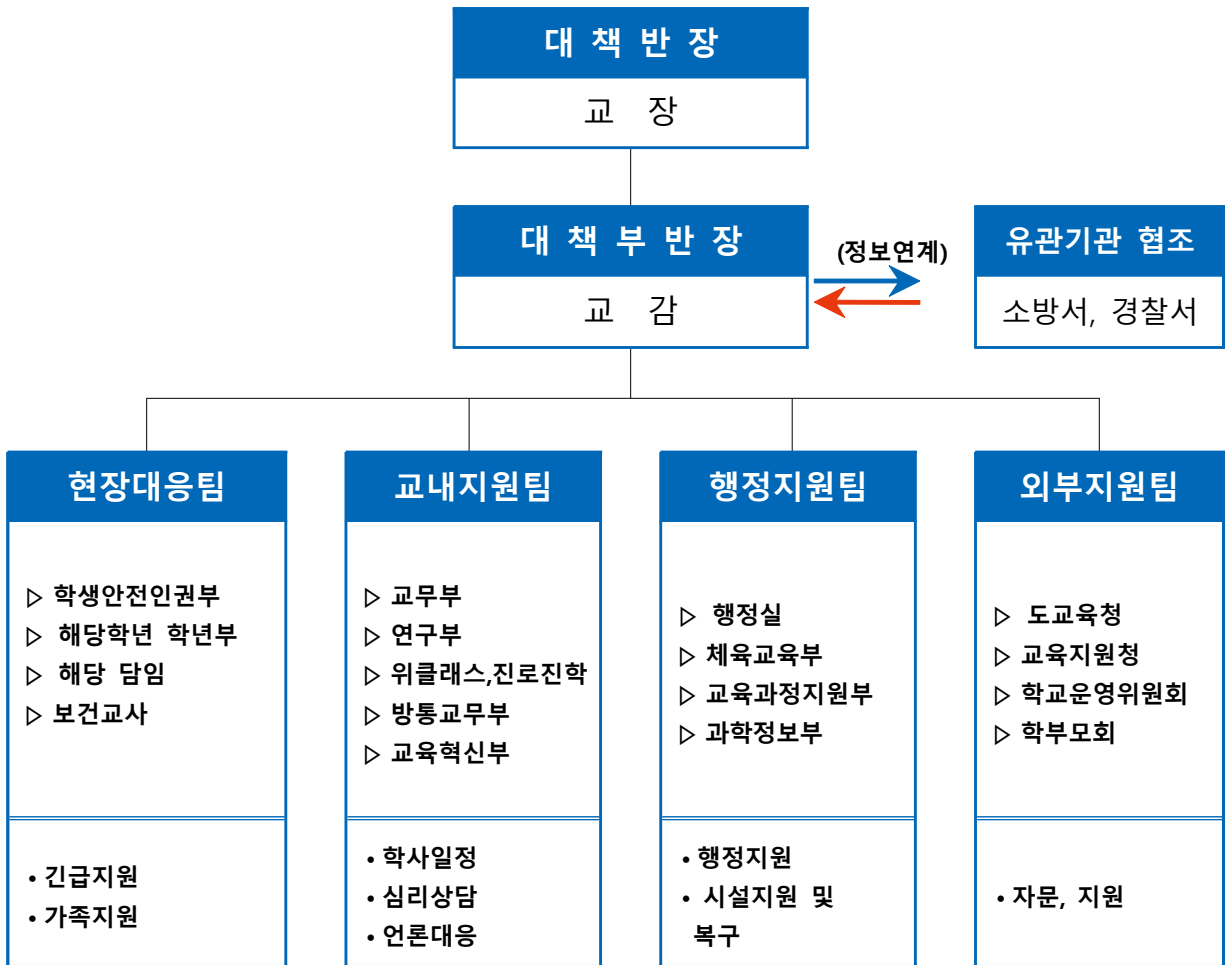 대 책 반 장
교 장
대 책 부 반 장
교 감
(정보연계)
유관기관 협조
소방서, 경찰서
현장대응팀
▷ 학생안전인권부
▷ 해당학년 학년부
▷ 해당 담임
▷ 보건교사
• 긴급지원
• 가족지원
교내지원팀
▷ 교무부
▷ 연구부
▷ 위클래스,진로진학
▷ 방통교무부
▷ 교육혁신부
• 학사일정
• 심리상담
• 언론대응
행정지원팀
▷ 행정실
▷ 체육교육부
▷ 교육과정지원부
▷ 과학정보부
• 행정지원
• 시설지원 및
복구
외부지원팀
▷ 도교육청
▷ 교육지원청
▷ 학교운영위원회
▷ 학부모회
• 자문, 지원